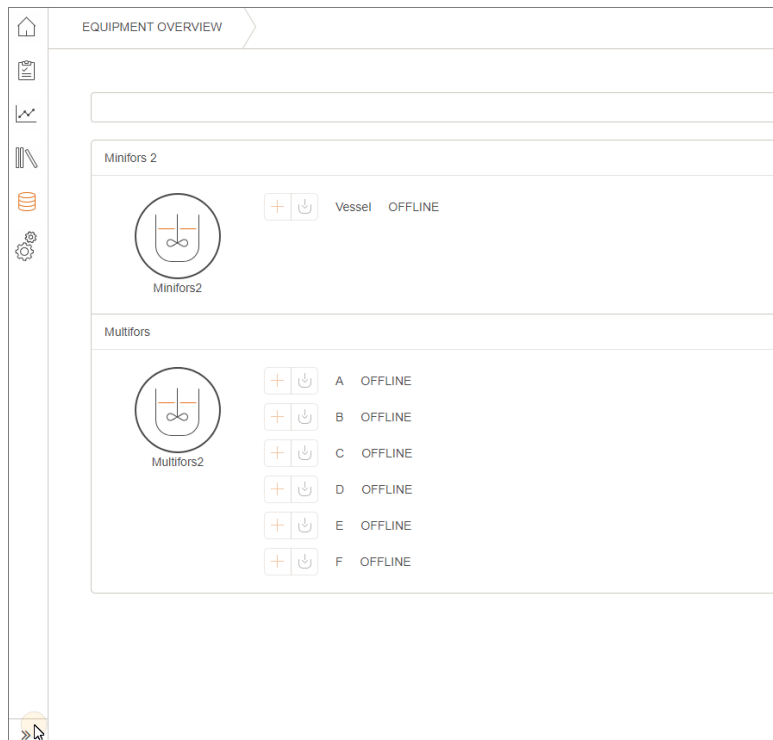 EQUIPMENT OVERVIEW
Minifors 2
Vessel OFFLINE
Minifors2
Multifors
A OFFLINE
B OFFLINE
C OFFLINE
Multifors2
D OFFLINE
E OFFLINE
F OFFLINE